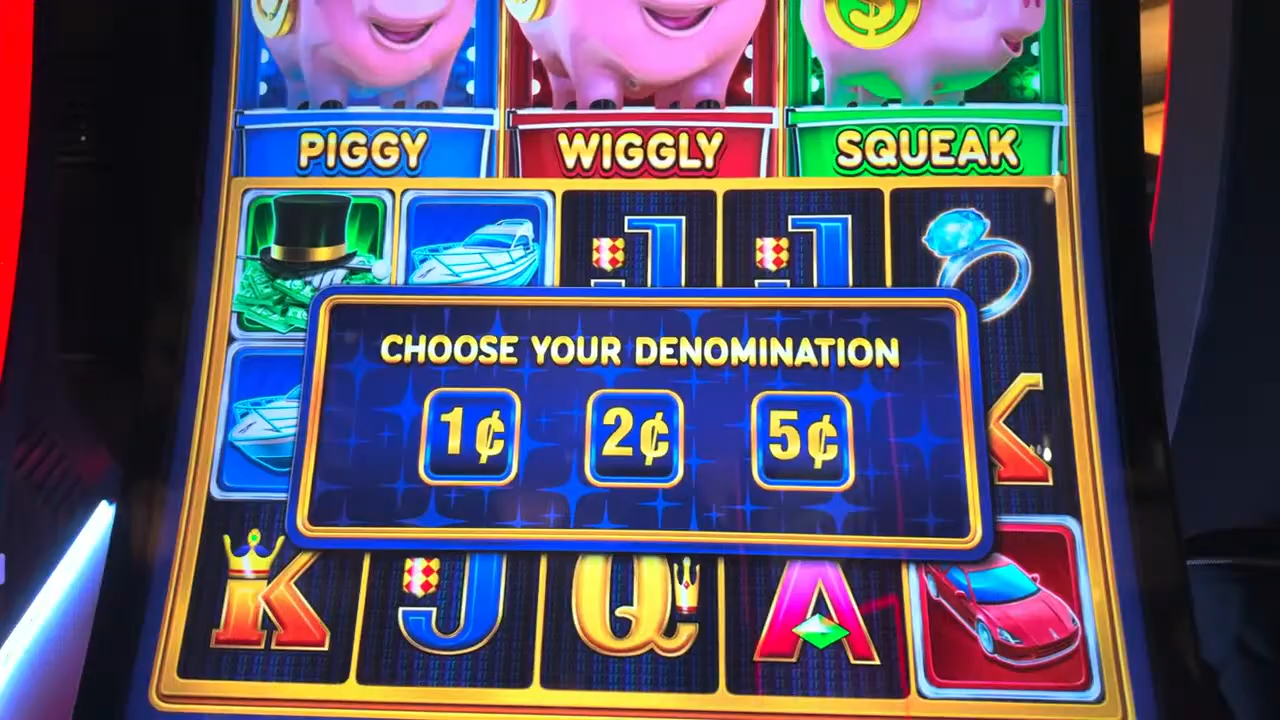 PIGGY WIGGLY SQUEAK
J J
CHOOSE YOUR DENOMINATION
1¢ 2¢ 5¢
K
K J Q A